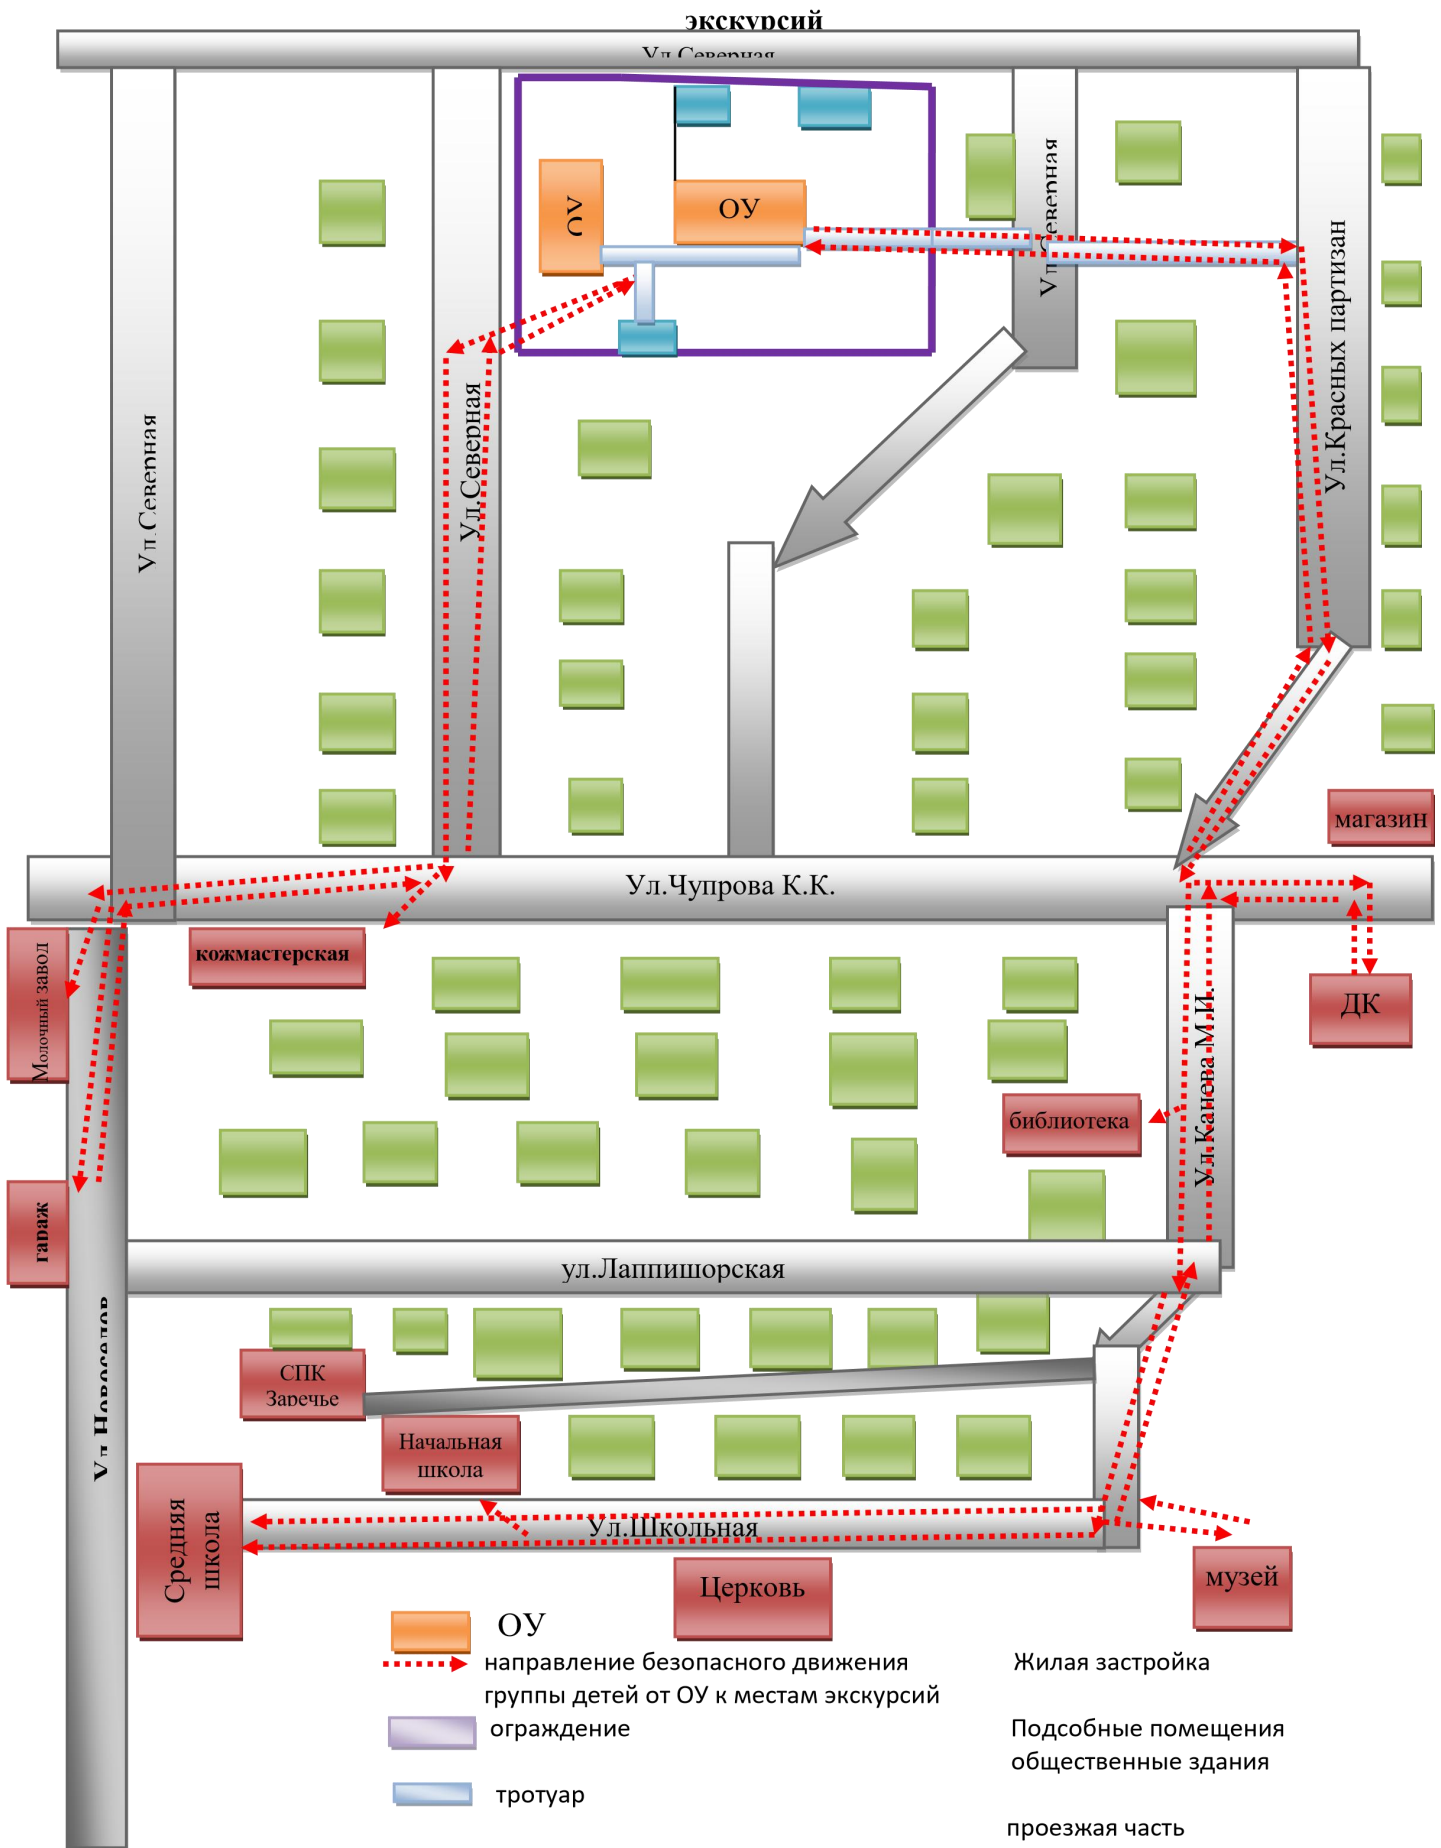 экскурсий
Ул.Северная
ОУ
ОУ
Ул.Северная
Ул.Северная
Ул.Северная
Ул.Красных партизан
магазин
Ул.Чупрова К.К.
Молочный завод
кожмастерская
ДК
Ул.Канева М.И.
библиотека
гараж
ул.Лаппишорская
Ул.Новоселов
СПК
Заречье
Начальная
школа
Средняя
школа
Ул.Школьная
Церковь
музей
ОУ
направление безопасного движения
группы детей от ОУ к местам экскурсий
Жилая застройка
ограждение
Подсобные помещения
общественные здания
тротуар
проезжая часть